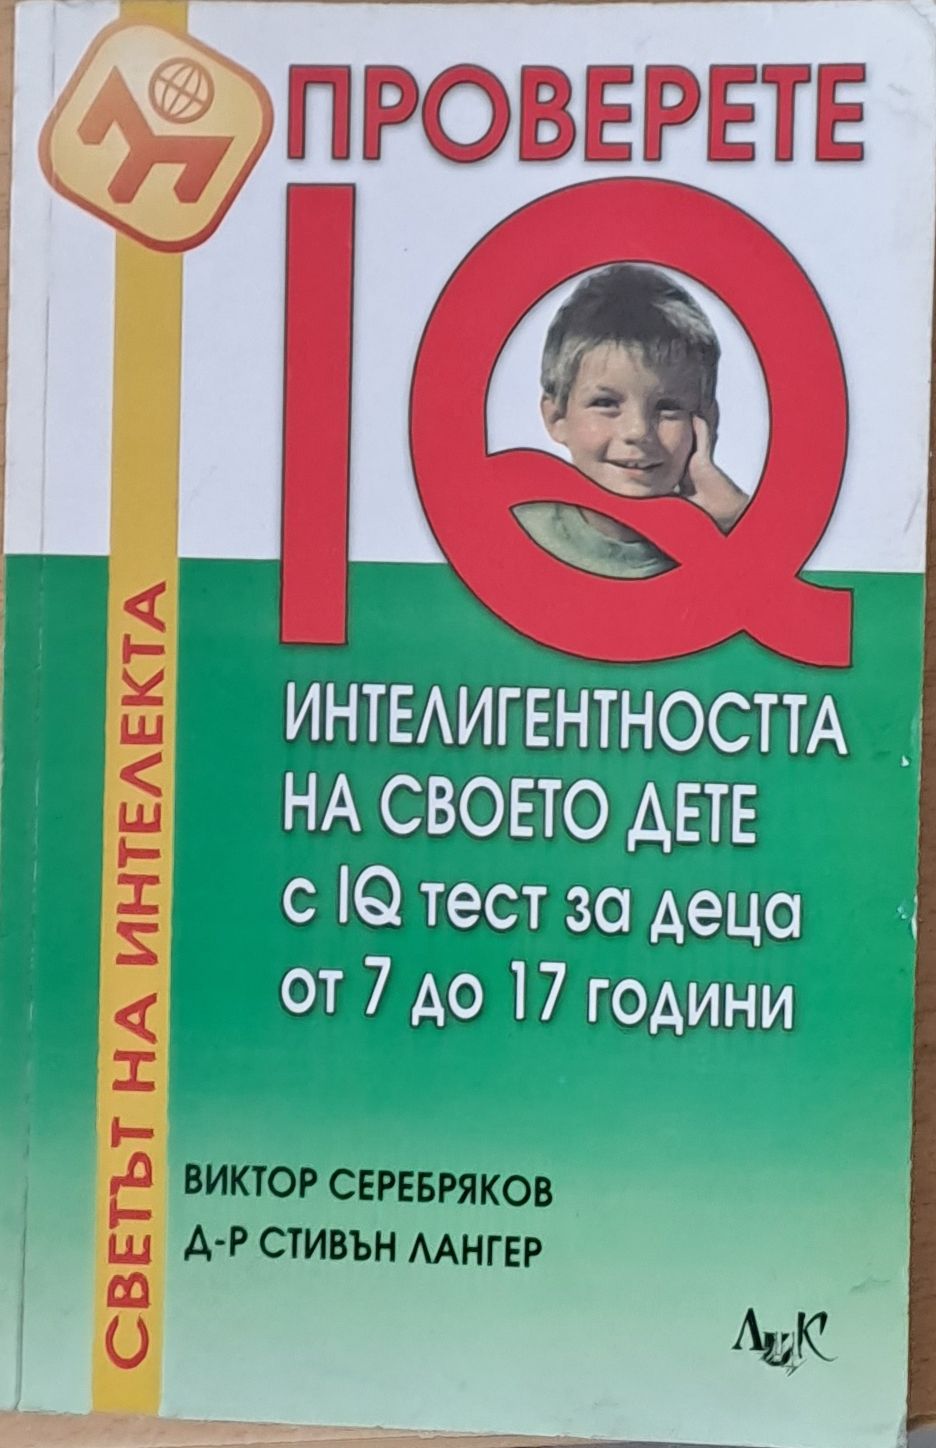 ПРОВЕРЕТЕ
IQ
ИНТЕЛИГЕНТНОСТТА
НА СВОЕТО ДЕТЕ
с IQ тест за деца
от 7 до 17 години
СВЕТЪТ НА ИНТЕЛЕКТА
ВИКТОР СЕРЕБРЯКОВ
Д-Р СТИВЪН ЛАНГЕР
ЛИК